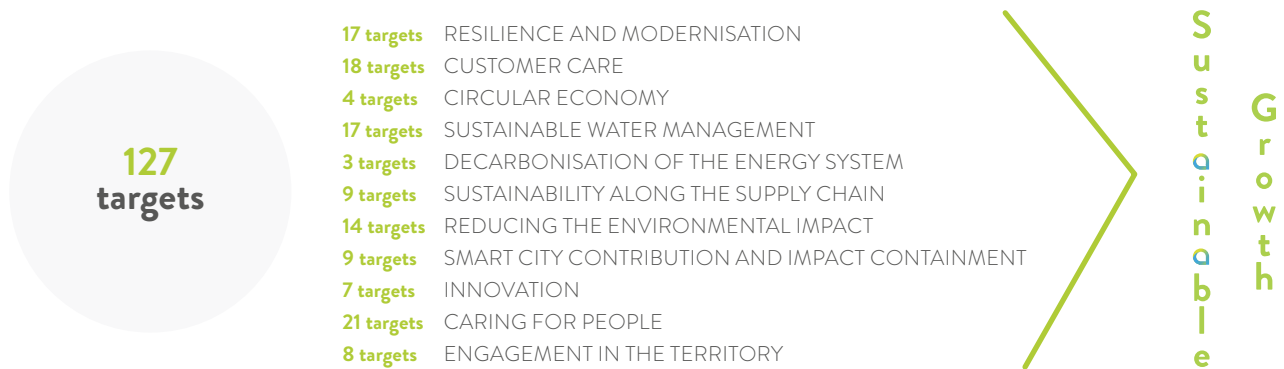 127
targets
17 targets RESILIENCE AND MODERNISATION
18 targets CUSTOMER CARE
4 targets CIRCULAR ECONOMY
17 targets SUSTAINABLE WATER MANAGEMENT
3 targets DECARBONISATION OF THE ENERGY SYSTEM
9 targets SUSTAINABILITY ALONG THE SUPPLY CHAIN
14 targets REDUCING THE ENVIRONMENTAL IMPACT
9 targets SMART CITY CONTRIBUTION AND IMPACT CONTAINMENT
7 targets INNOVATION
21 targets CARING FOR PEOPLE
8 targets ENGAGEMENT IN THE TERRITORY
Sustainable
Growth